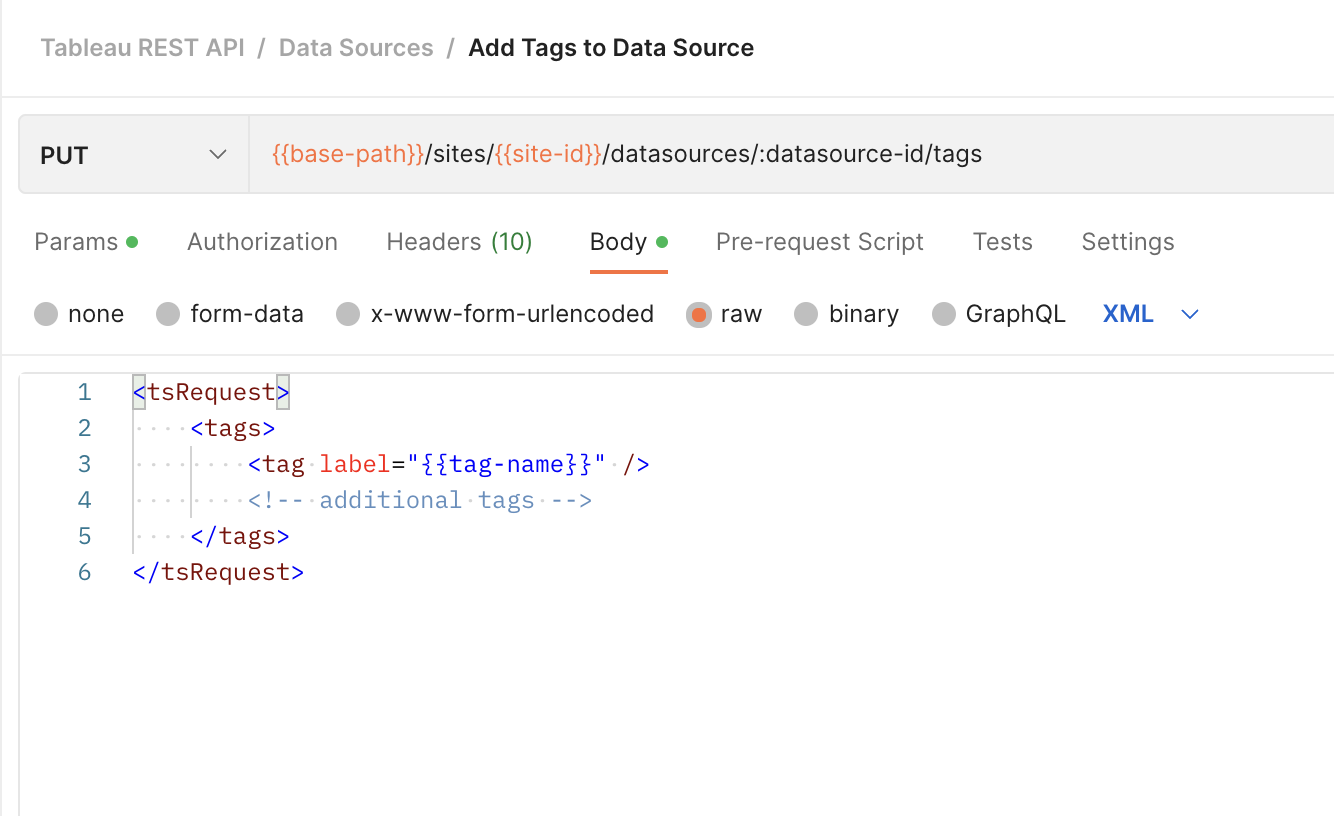 Tableau REST API / Data Sources / Add Tags to Data Source
PUT {{base-path}}/sites/{{site-id}}/datasources/:datasource-id/tags
Params Authorization Headers (10) Body Pre-request Script Tests Settings
none form-data x-www-form-urlencoded raw binary GraphQL XML
1 <tsRequest>
2 <tags>
3 <tag label="{{tag-name}}" />
4 <!-- additional tags -->
5 </tags>
6 </tsRequest>